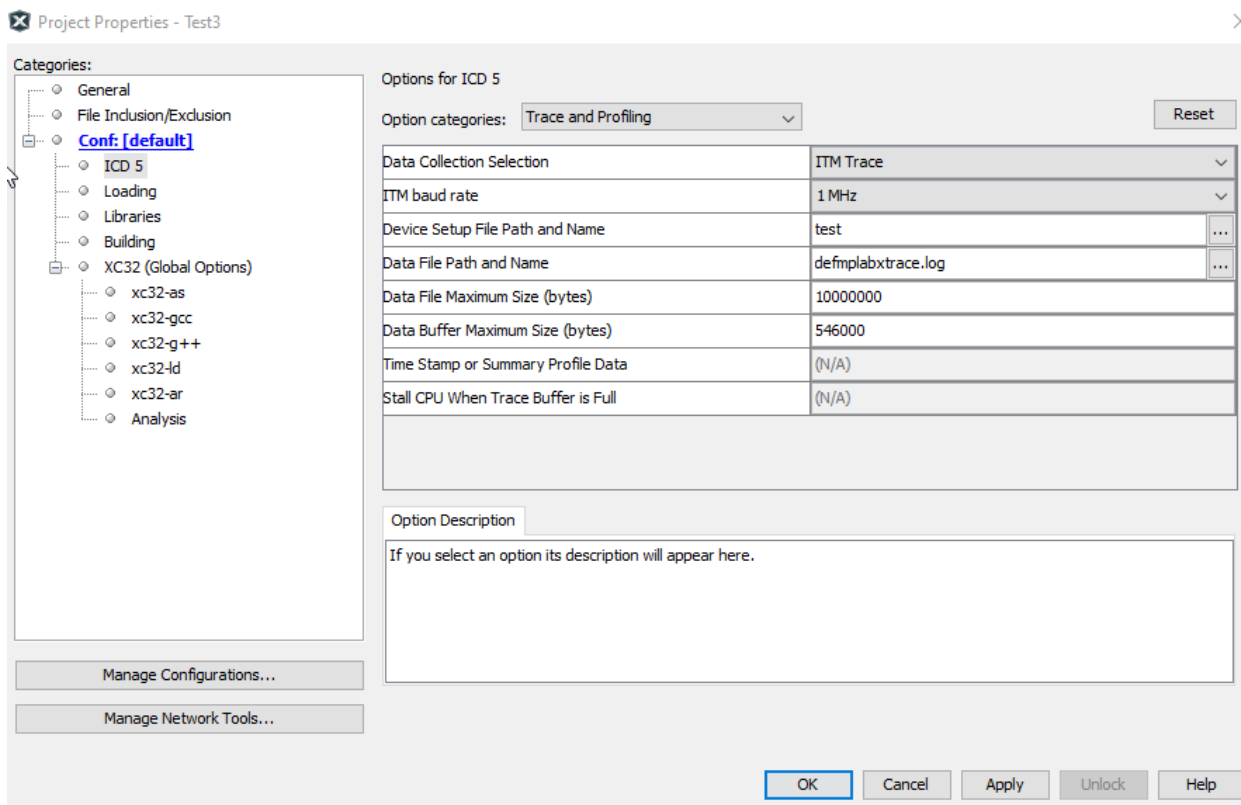 Project Properties - Test3
Categories:
General
File Inclusion/Exclusion
Conf: [default]
ICD 5
Loading
Libraries
Building
XC32 (Global Options)
xc32-as
xc32-gcc
xc32-g++
xc32-ld
xc32-ar
Analysis
Manage Configurations...
Manage Network Tools...
Options for ICD 5
Option categories: Trace and Profiling Reset
Data Collection Selection ITM Trace
ITM baud rate 1 MHz
Device Setup File Path and Name test ...
Data File Path and Name defmplabxtrace.log ...
Data File Maximum Size (bytes) 10000000
Data Buffer Maximum Size (bytes) 546000
Time Stamp or Summary Profile Data (N/A)
Stall CPU When Trace Buffer is Full (N/A)
Option Description
If you select an option its description will appear here.
OK Cancel Apply Unlock Help